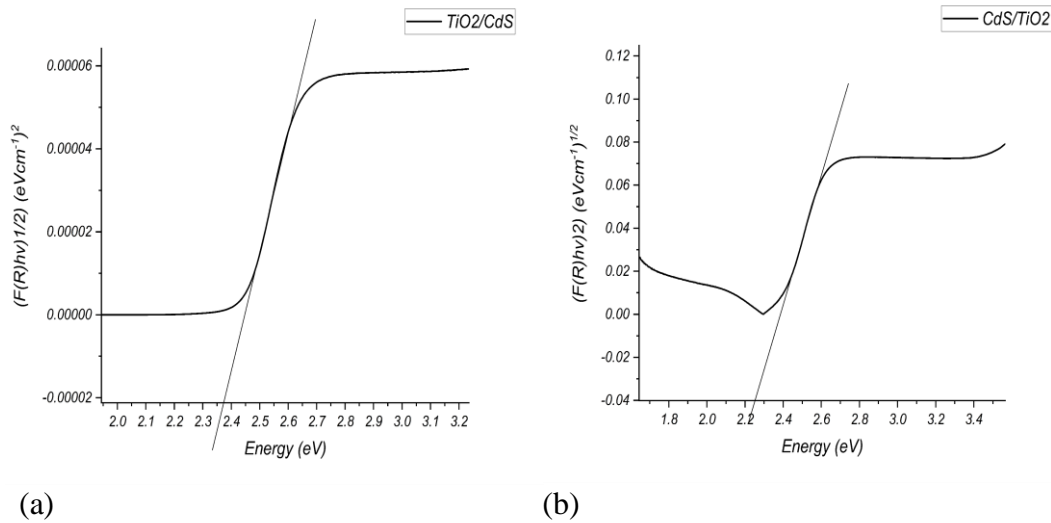 TiO2/CdS
(F(R)hv)1/2) (eVcm⁻¹)²
0.00006
0.00004
0.00002
0.00000
-0.00002
2.0 2.1 2.2 2.3 2.4 2.5 2.6 2.7 2.8 2.9 3.0 3.1 3.2
Energy (eV)
(a)
CdS/TiO2
(F(R)hv)2) (eVcm⁻¹)¹/²
0.12
0.10
0.08
0.06
0.04
0.02
0.00
-0.02
-0.04
1.8 2.0 2.2 2.4 2.6 2.8 3.0 3.2 3.4
Energy (eV)
(b)